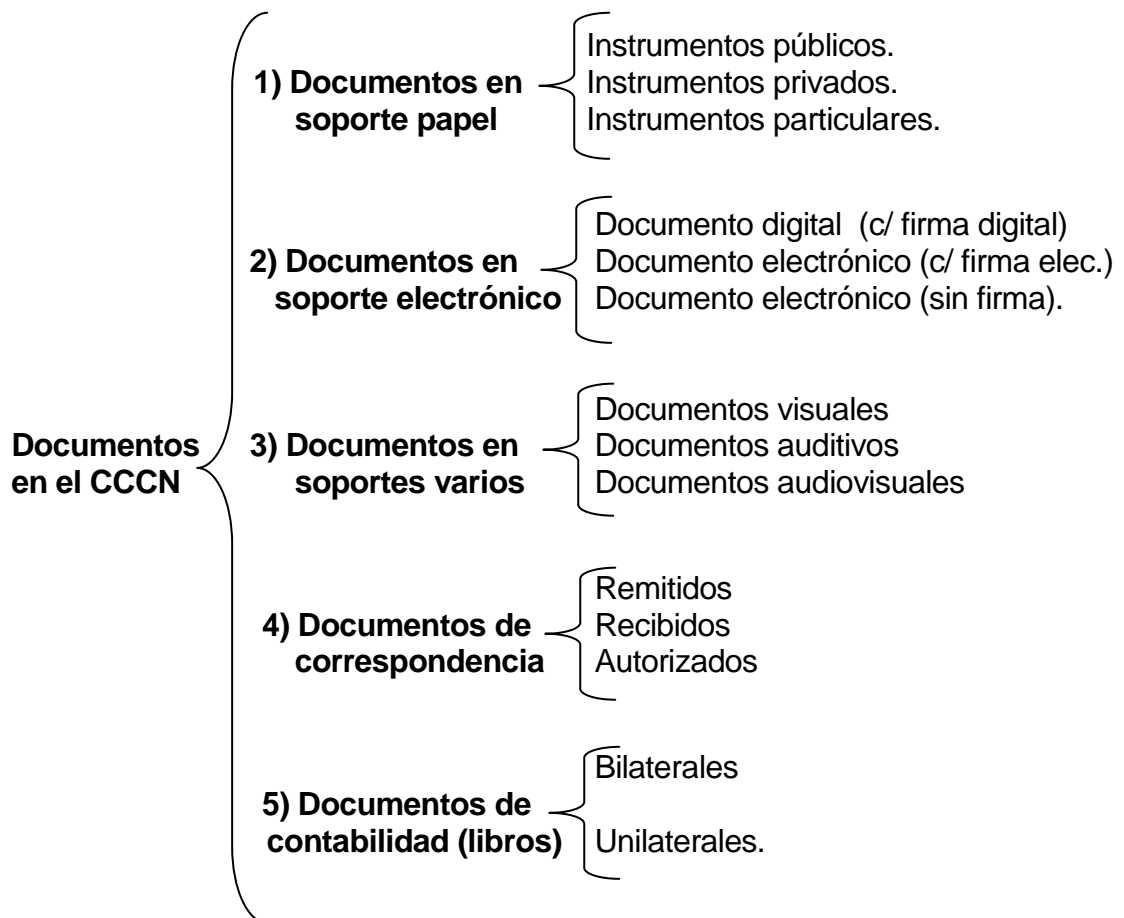 Documentos
en el CCCN
1) Documentos en
soporte papel
Instrumentos públicos.
Instrumentos privados.
Instrumentos particulares.
2) Documentos en
soporte electrónico
Documento digital (c/ firma digital)
Documento electrónico (c/ firma elec.)
Documento electrónico (sin firma).
3) Documentos en
soportes varios
Documentos visuales
Documentos auditivos
Documentos audiovisuales
4) Documentos de
correspondencia
Remitidos
Recibidos
Autorizados
5) Documentos de
contabilidad (libros)
Bilaterales
Unilaterales.